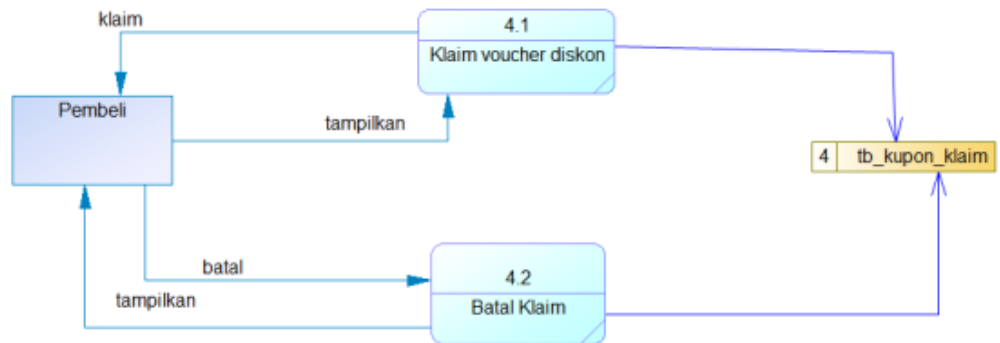 klaim
4.1
Klaim voucher diskon
Pembeli
tampilkan
4 tb_kupon_klaim
batal
4.2
tampilkan
Batal Klaim